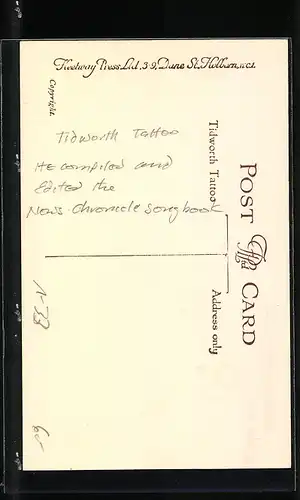 Fleetway Press Ltd, 3-9, Dane St, Holborn, W.C.1.
Copyright.
Tidworth Tattoo
He compiled and
Edited the
News-Chronicle songbook
Tidworth Tattoo
POST CARD
Address only